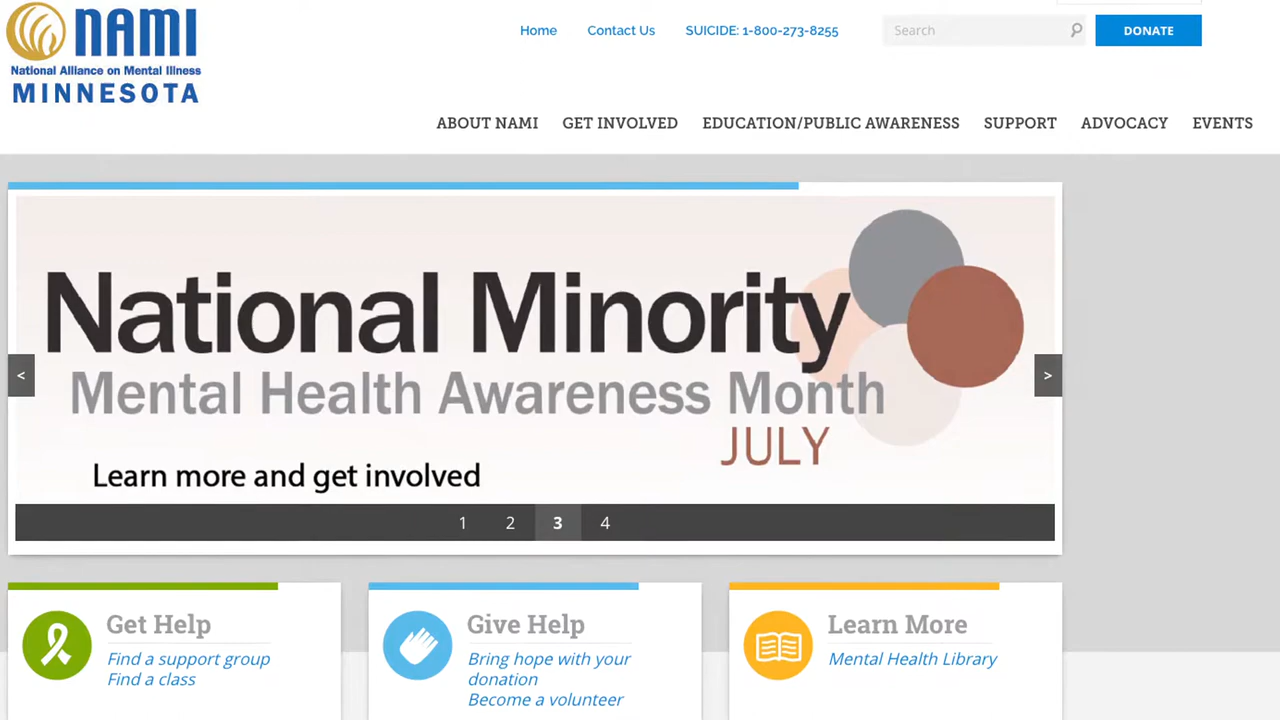 NAMI
National Alliance on Mental Illness
MINNESOTA
Home Contact Us SUICIDE: 1-800-273-8255 Search DONATE
ABOUT NAMI GET INVOLVED EDUCATION/PUBLIC AWARENESS SUPPORT ADVOCACY EVENTS
National Minority
Mental Health Awareness Month
JULY
< >
Learn more and get involved
1 2 3 4
Get Help
Find a support group
Find a class
Give Help
Bring hope with your
donation
Become a volunteer
Learn More
Mental Health Library